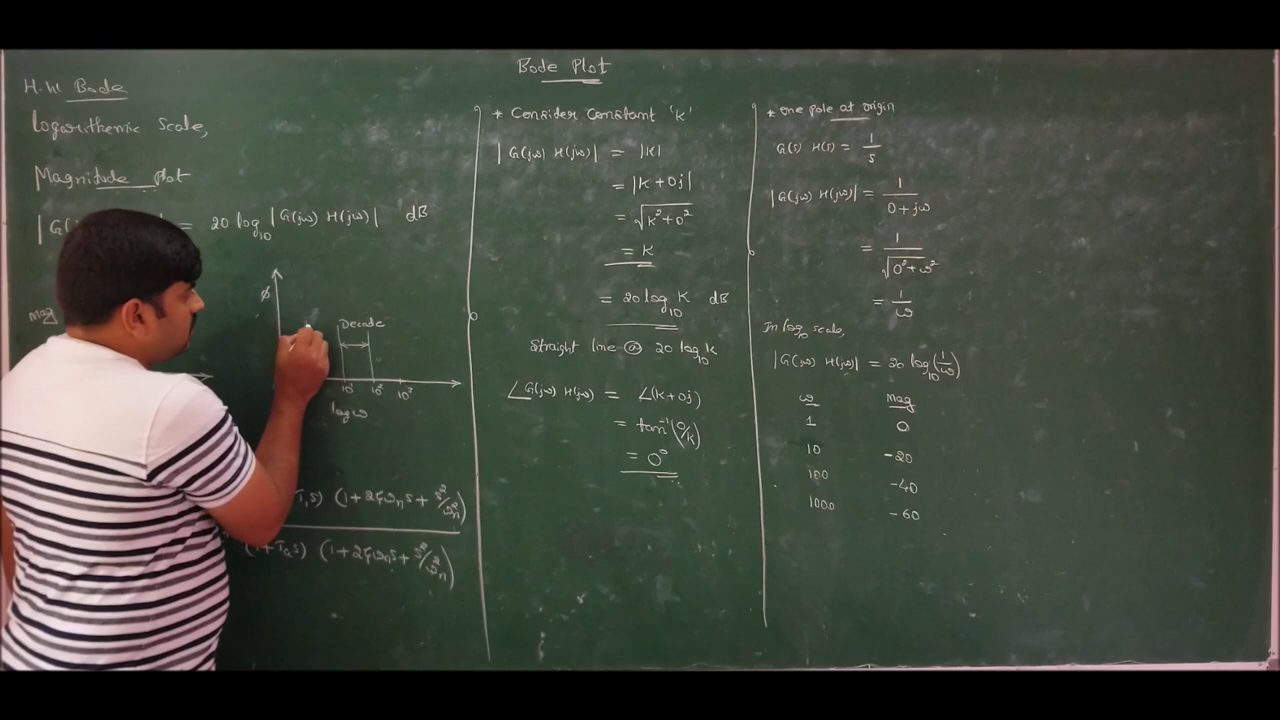 Bode Plot
H.W. Bode
Logarithemic Scale,
Magnitude Plot
= 20 log₁₀ |G(jω) H(jω)| dB
Mag
ϕ
Decade
10¹ 10² 10³
log ω
T₁s) (1+2ζωₙs+ s²/ωₙ²)
s) (1+2ζωₙs+ s²/ωₙ²)
* Consider Constant 'K'
|G(jω) H(jω)| = |K|
= |K+0j|
= √K²+0²
= K
= 20 log₁₀ K dB
Straight line @ 20 log₁₀ K
∠G(jω) H(jω) = ∠(K+0j)
= tan⁻¹(0/K)
= 0°
* One pole at origin
G(s) H(s) = 1/s
|G(jω) H(jω)| = 1/0+jω
= 1/√0²+ω²
= 1/ω
In log₁₀ scale,
|G(jω) H(jω)| = 20 log₁₀(1/ω)
ω Mag
1 0
10 -20
100 -40
1000 -60